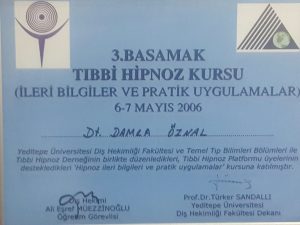 3.BASAMAK
TIBBİ HİPNOZ KURSU
(İLERİ BİLGİLER VE PRATİK UYGULAMALAR)
6-7 MAYIS 2006
Dt. DAMLA ÖZNAL
Yeditepe Üniversitesi Diş Hekimliği Fakültesi ve Temel Tıp Bilimleri Bölümleri ile
Tıbbi Hipnoz Derneğinin birlikte düzenledikleri, Tıbbi Hipnoz Platformu üyelerinin
destekledikleri 'Hipnoz ileri bilgileri ve pratik uygulamalar' kursuna katılmıştır.
Diş Hekimi
Ali Eşref MÜEZZİNOĞLU
Öğretim Görevlisi
Prof.Dr.Türker SANDALLI
Yeditepe Üniversitesi
Diş Hekimliği Fakültesi Dekanı